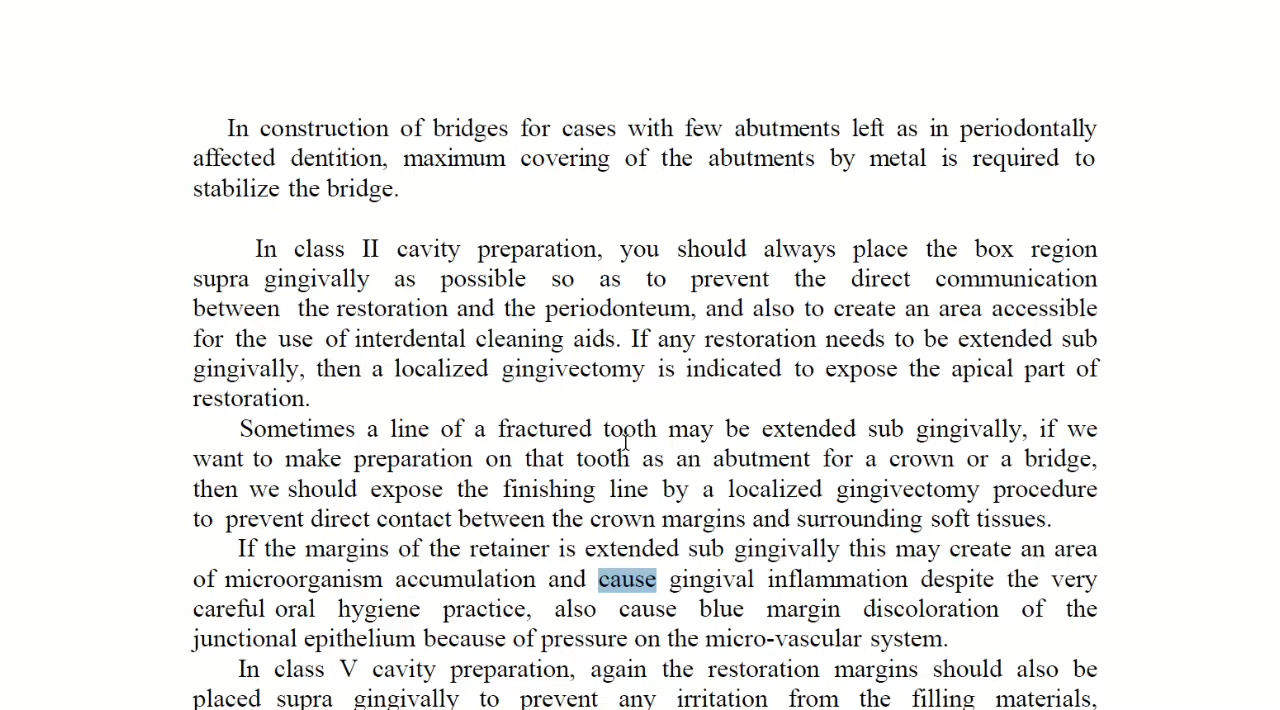 In construction of bridges for cases with few abutments left as in periodontally
affected dentition, maximum covering of the abutments by metal is required to
stabilize the bridge.
In class II cavity preparation, you should always place the box region
supra gingivally as possible so as to prevent the direct communication
between the restoration and the periodonteum, and also to create an area accessible
for the use of interdental cleaning aids. If any restoration needs to be extended sub
gingivally, then a localized gingivectomy is indicated to expose the apical part of
restoration.
Sometimes a line of a fractured tooth may be extended sub gingivally, if we
want to make preparation on that tooth as an abutment for a crown or a bridge,
then we should expose the finishing line by a localized gingivectomy procedure
to prevent direct contact between the crown margins and surrounding soft tissues.
If the margins of the retainer is extended sub gingivally this may create an area
of microorganism accumulation and cause gingival inflammation despite the very
careful oral hygiene practice, also cause blue margin discoloration of the
junctional epithelium because of pressure on the micro-vascular system.
In class V cavity preparation, again the restoration margins should also be
placed supra gingivally to prevent any irritation from the filling materials,